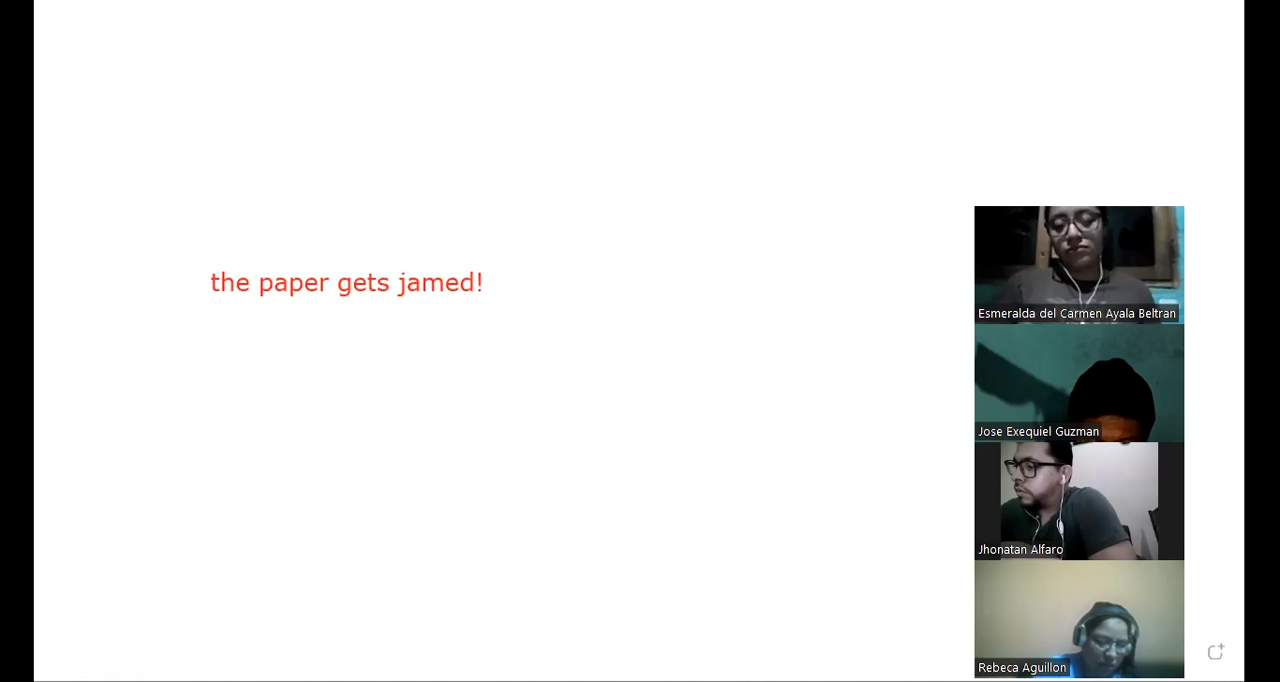 the paper gets jamed!
Esmeralda del Carmen Ayala Beltran
Jose Exequiel Guzman
Jhonatan Alfaro
Rebeca Aguillon